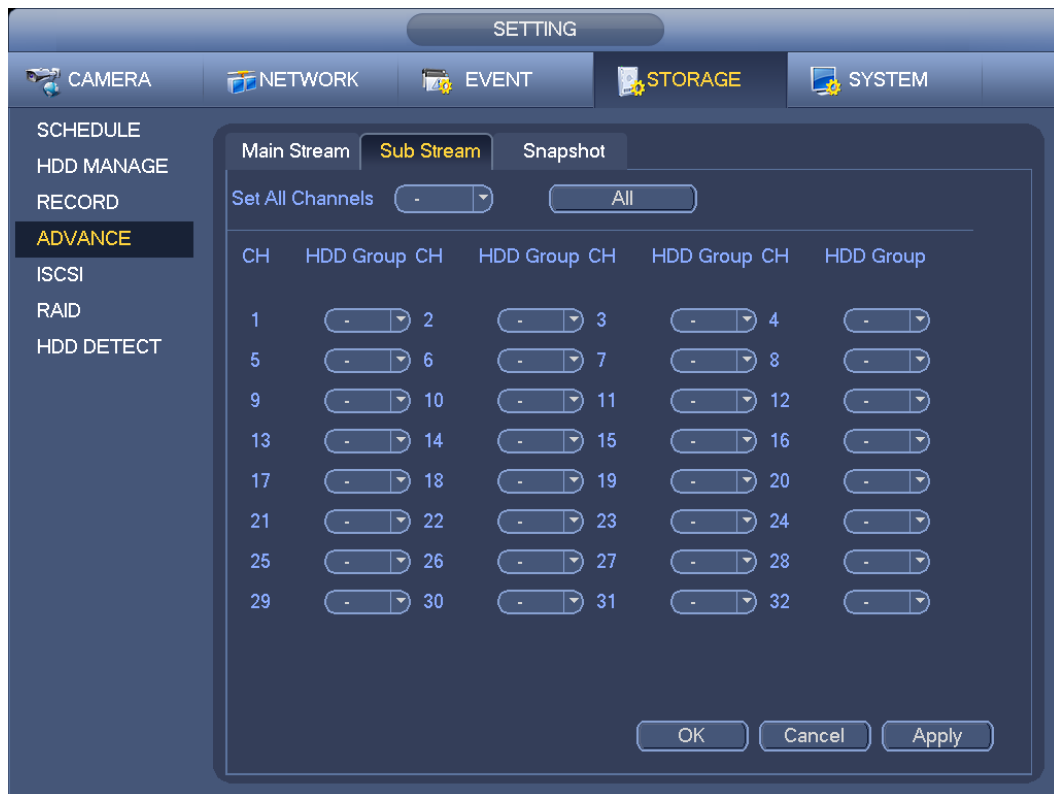 SETTING
CAMERA NETWORK EVENT STORAGE SYSTEM
SCHEDULE
HDD MANAGE
RECORD
ADVANCE
ISCSI
RAID
HDD DETECT
Main Stream Sub Stream Snapshot
Set All Channels - All
CH HDD Group CH HDD Group CH HDD Group CH HDD Group
1 - 2 - 3 - 4 -
5 - 6 - 7 - 8 -
9 - 10 - 11 - 12 -
13 - 14 - 15 - 16 -
17 - 18 - 19 - 20 -
21 - 22 - 23 - 24 -
25 - 26 - 27 - 28 -
29 - 30 - 31 - 32 -
OK Cancel Apply